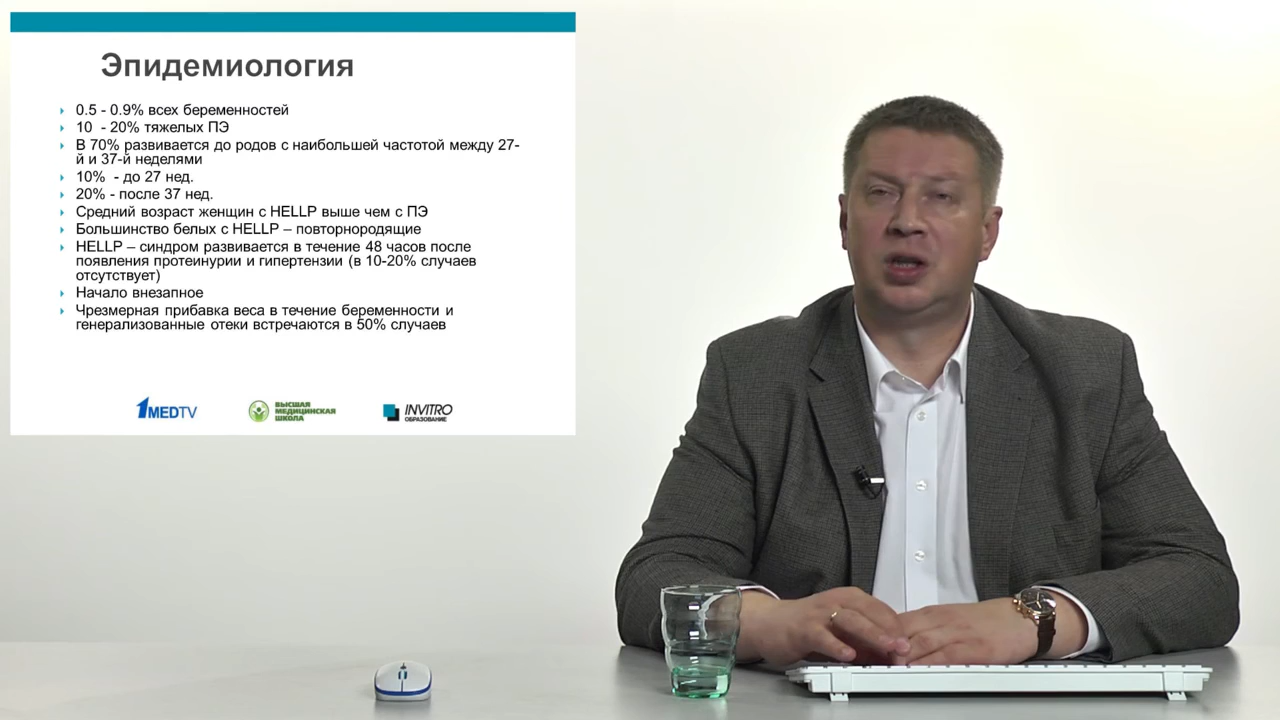 Эпидемиология
0.5 - 0.9% всех беременностей
10 - 20% тяжелых ПЭ
В 70% развивается до родов с наибольшей частотой между 27-
й и 37-й неделями
10% - до 27 нед.
20% - после 37 нед.
Средний возраст женщин с HELLP выше чем с ПЭ
Большинство белых с HELLP – повторнородящие
HELLP – синдром развивается в течение 48 часов после
появления протеинурии и гипертензии (в 10-20% случаев
отсутствует)
Начало внезапное
Чрезмерная прибавка веса в течение беременности и
генерализованные отеки встречаются в 50% случаев
1MEDTV
ВЫСШАЯ
МЕДИЦИНСКАЯ
ШКОЛА
INVITRO
ОБРАЗОВАНИЕ